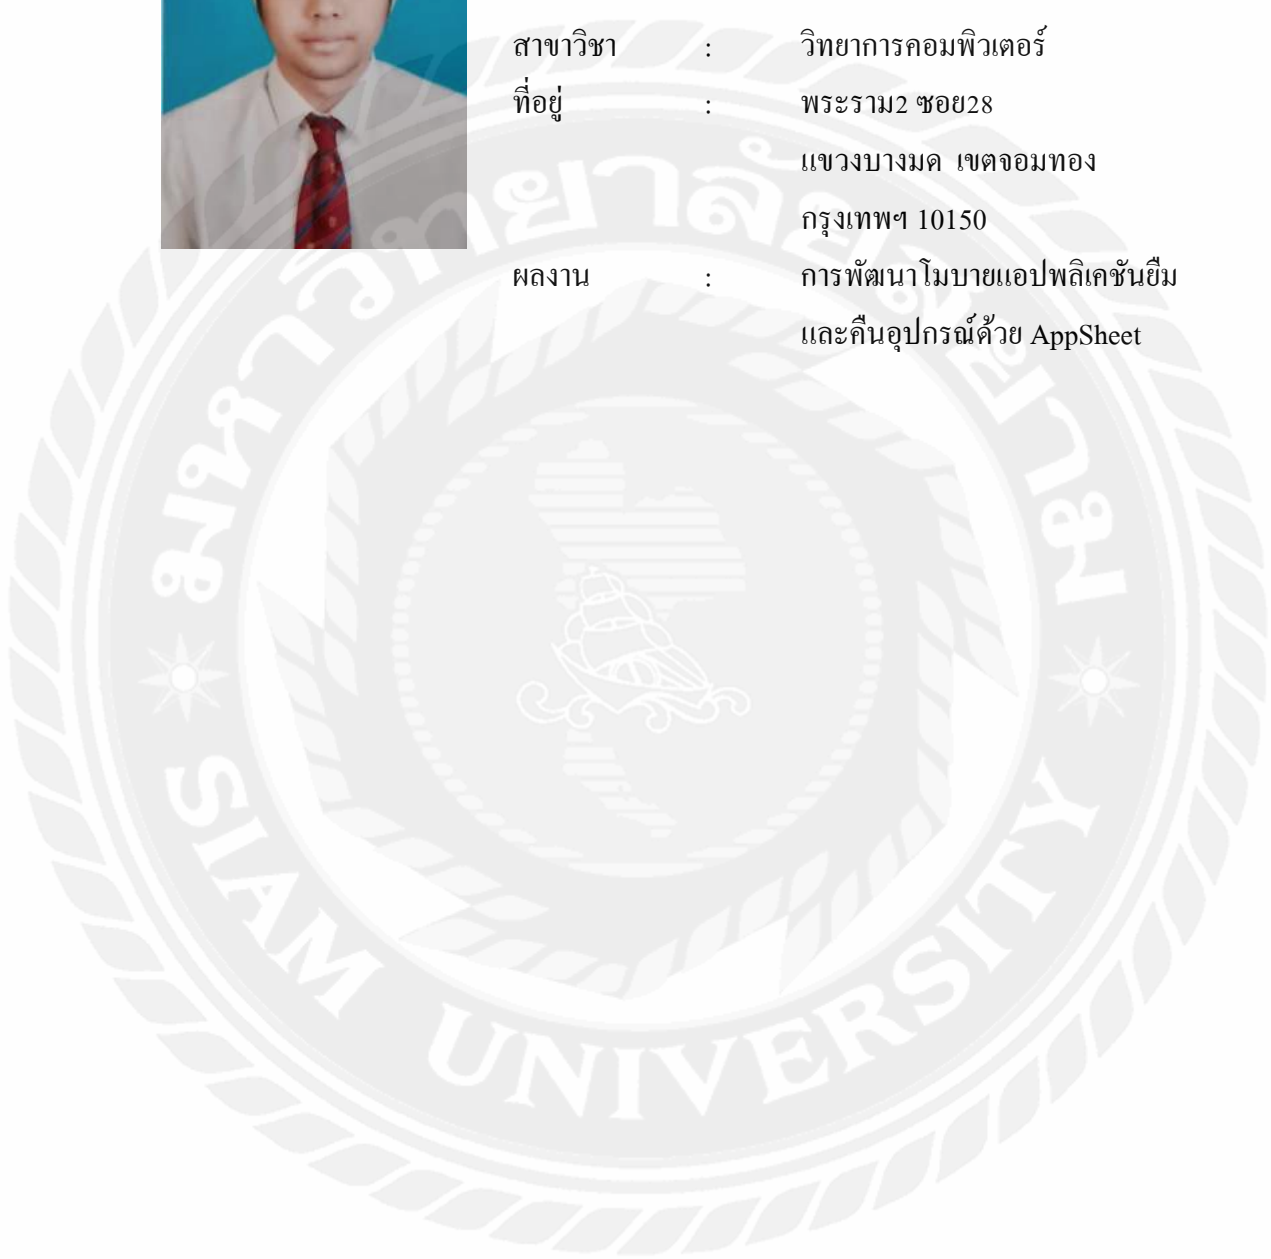 สาขาวิชา : วิทยาการคอมพิวเตอร์
ที่อยู่ : พระราม2 ซอย28
แขวงบางมด เขตจอมทอง
กรุงเทพฯ 10150
ผลงาน : การพัฒนาโมบายแอปพลิเคชันยืม
และคืนอุปกรณ์ด้วย AppSheet
มหาวิทยาลัยสยาม
SIAM UNIVERSITY